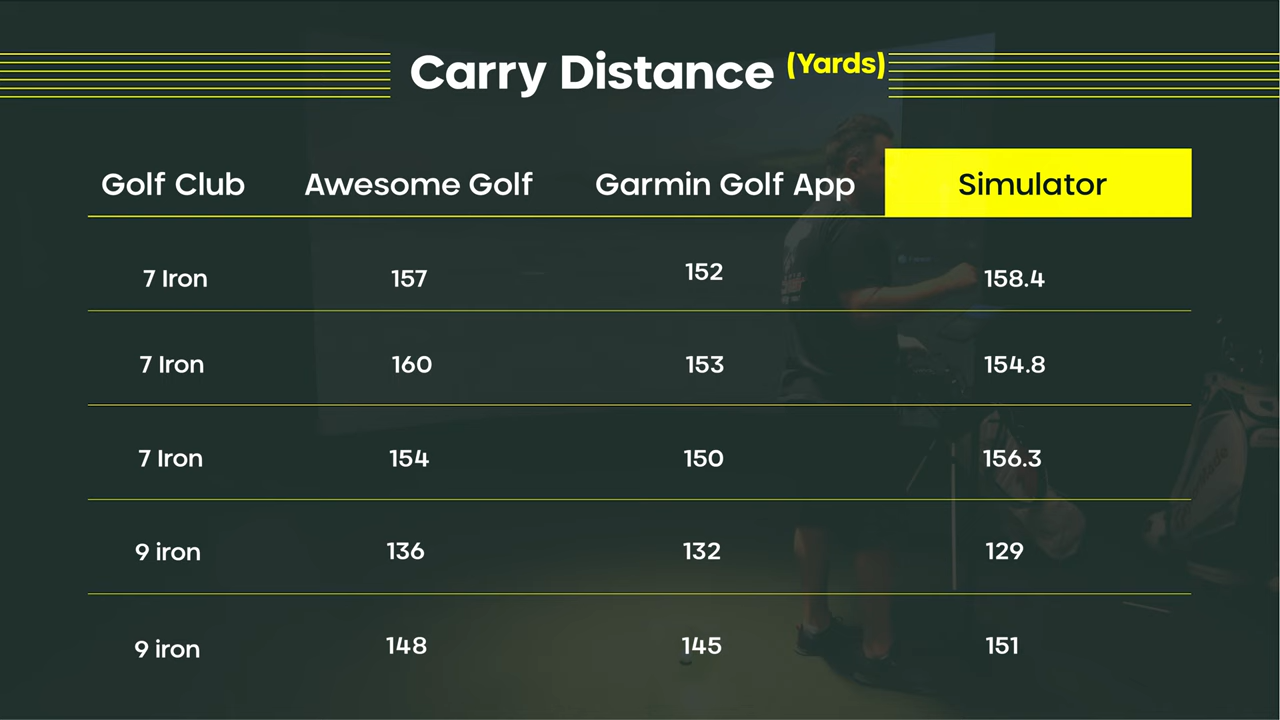 Carry Distance (Yards)
Golf Club Awesome Golf Garmin Golf App Simulator
7 Iron 157 152 158.4
7 Iron 160 153 154.8
7 Iron 154 150 156.3
9 iron 136 132 129
9 iron 148 145 151